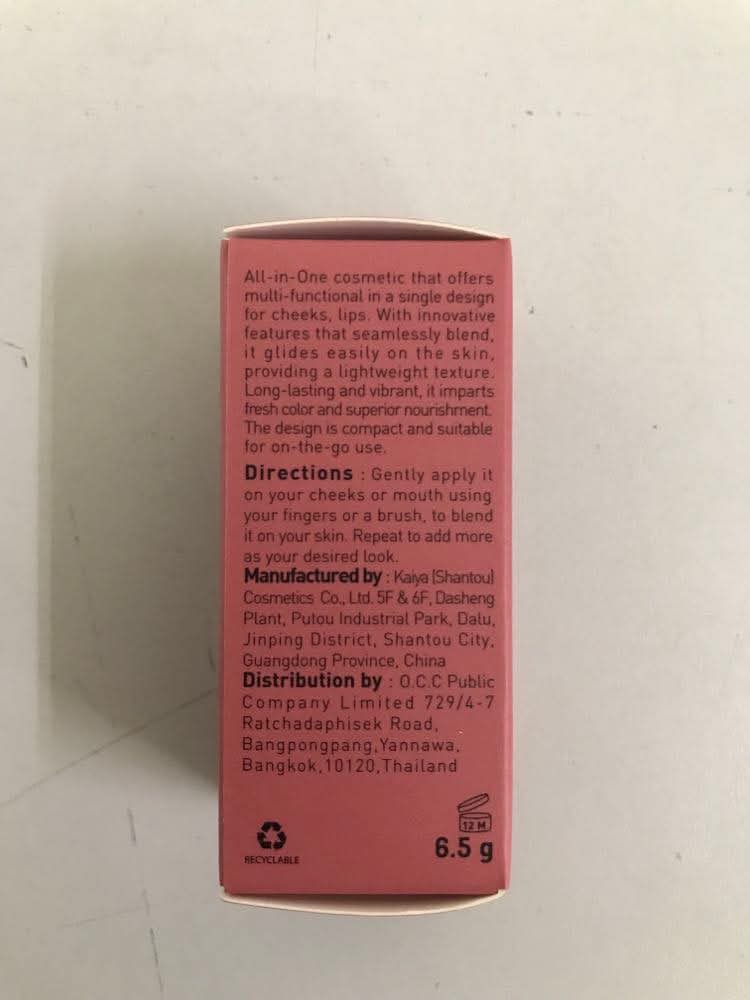 All-in-One cosmetic that offers
multi-functional in a single design
for cheeks, lips. With innovative
features that seamlessly blend,
it glides easily on the skin,
providing a lightweight texture.
Long-lasting and vibrant, it imparts
fresh color and superior nourishment.
The design is compact and suitable
for on-the-go use.
Directions : Gently apply it
on your cheeks or mouth using
your fingers or a brush, to blend
it on your skin. Repeat to add more
as your desired look.
Manufactured by : Kaiya (Shantou)
Cosmetics Co., Ltd. 5F & 6F, Dasheng
Plant, Putou Industrial Park, Dalu,
Jinping District, Shantou City,
Guangdong Province, China
Distribution by : O.C.C Public
Company Limited 729/4-7
Ratchadaphisek Road,
Bangpongpang,Yannawa,
Bangkok,10120,Thailand
12 M
RECYCLABLE
6.5 g